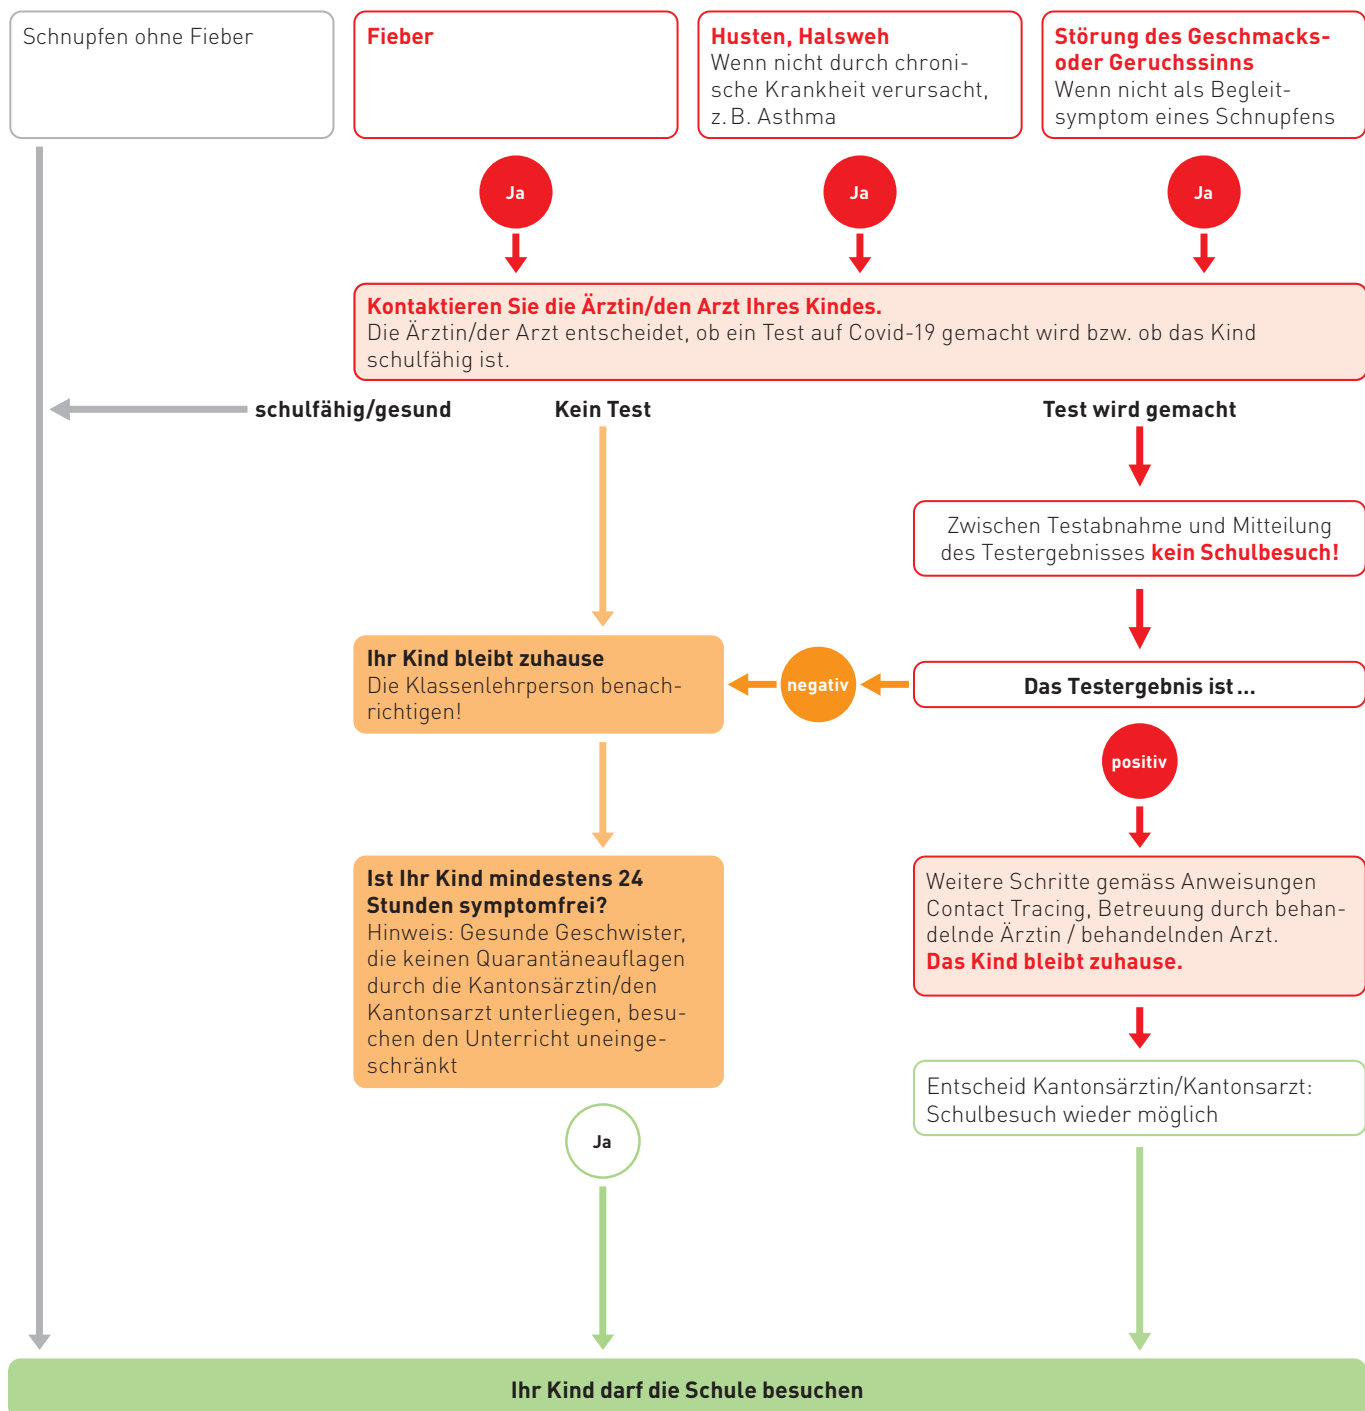 Schnupfen ohne Fieber
Fieber
Husten, Halsweh
Wenn nicht durch chroni-
sche Krankheit verursacht,
z. B. Asthma
Störung des Geschmacks-
oder Geruchssinns
Wenn nicht als Begleit-
symptom eines Schnupfens
Ja
Ja
Ja
Kontaktieren Sie die Ärztin/den Arzt Ihres Kindes.
Die Ärztin/der Arzt entscheidet, ob ein Test auf Covid-19 gemacht wird bzw. ob das Kind
schulfähig ist.
schulfähig/gesund
Kein Test
Test wird gemacht
Zwischen Testabnahme und Mitteilung
des Testergebnisses kein Schulbesuch!
Ihr Kind bleibt zuhause
Die Klassenlehrperson benach-
richtigen!
negativ
Das Testergebnis ist ...
positiv
Ist Ihr Kind mindestens 24
Stunden symptomfrei?
Hinweis: Gesunde Geschwister,
die keinen Quarantäneauflagen
durch die Kantonsärztin/den
Kantonsarzt unterliegen, besu-
chen den Unterricht uneinge-
schränkt
Weitere Schritte gemäss Anweisungen
Contact Tracing, Betreuung durch behan-
delnde Ärztin / behandelnden Arzt.
Das Kind bleibt zuhause.
Entscheid Kantonsärztin/Kantonsarzt:
Schulbesuch wieder möglich
Ja
Ihr Kind darf die Schule besuchen